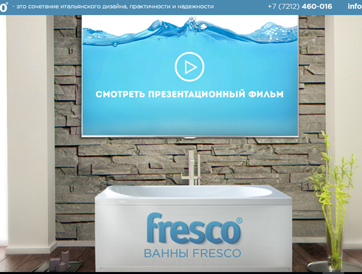 - это сочетание итальянского дизайна, практичности и надежности
+7 (7212) 460-016
info
СМОТРЕТЬ ПРЕЗЕНТАЦИОННЫЙ ФИЛЬМ
fresco®
ВАННЫ FRESCO